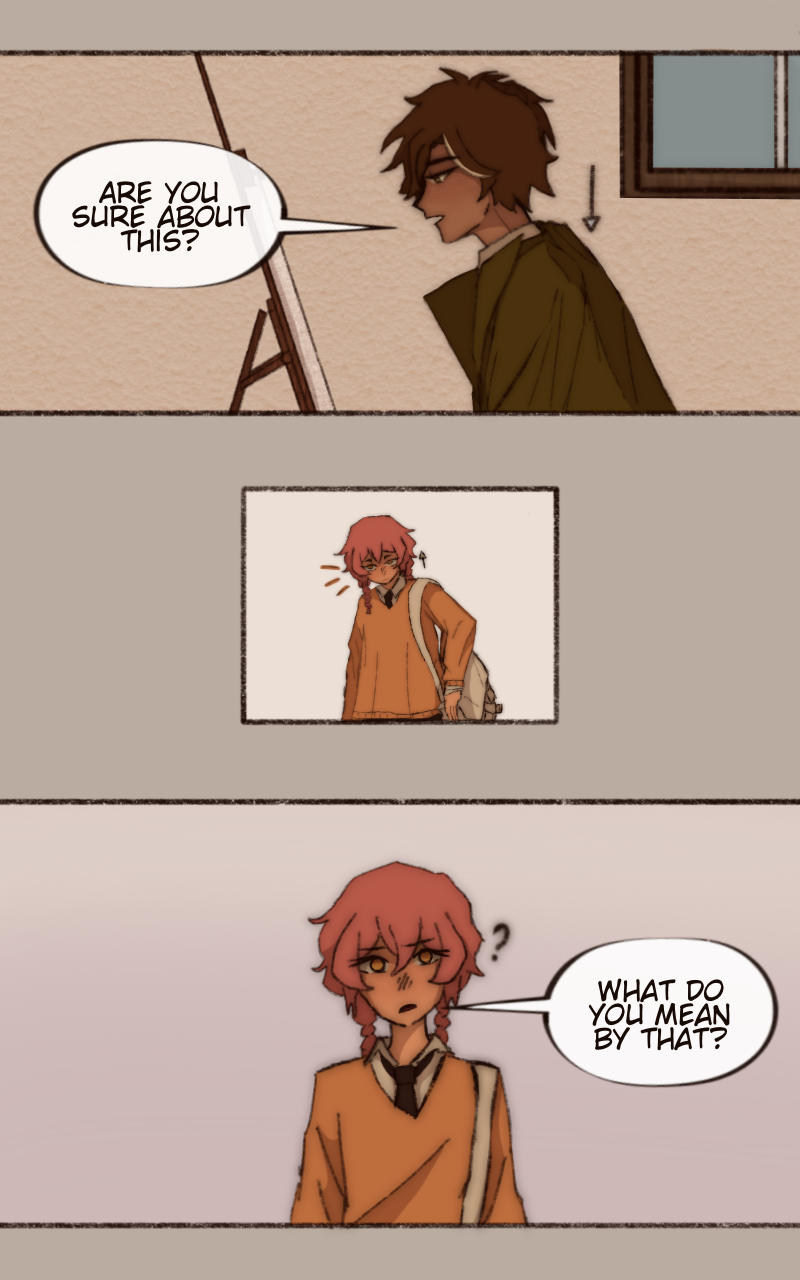 ARE YOU
SURE ABOUT
THIS?
?
WHAT DO
YOU MEAN
BY THAT?